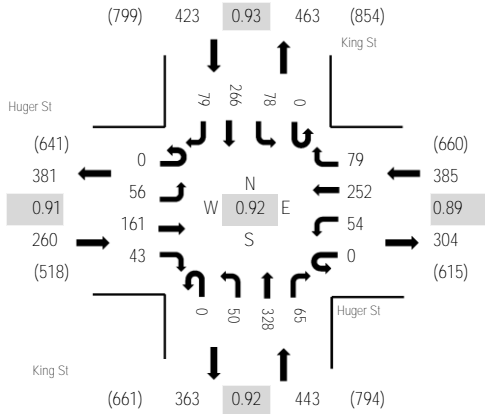 (799) 423 0.93 463 (854)
King St
Huger St
79 266 78 0
(641)
(660)
0
79
381
385
56
252
N
0.91
W 0.92 E
0.89
161
54
S
260
304
43
0
(518)
(615)
0 50 328 65
Huger St
King St
(661) 363 0.92 443 (794)